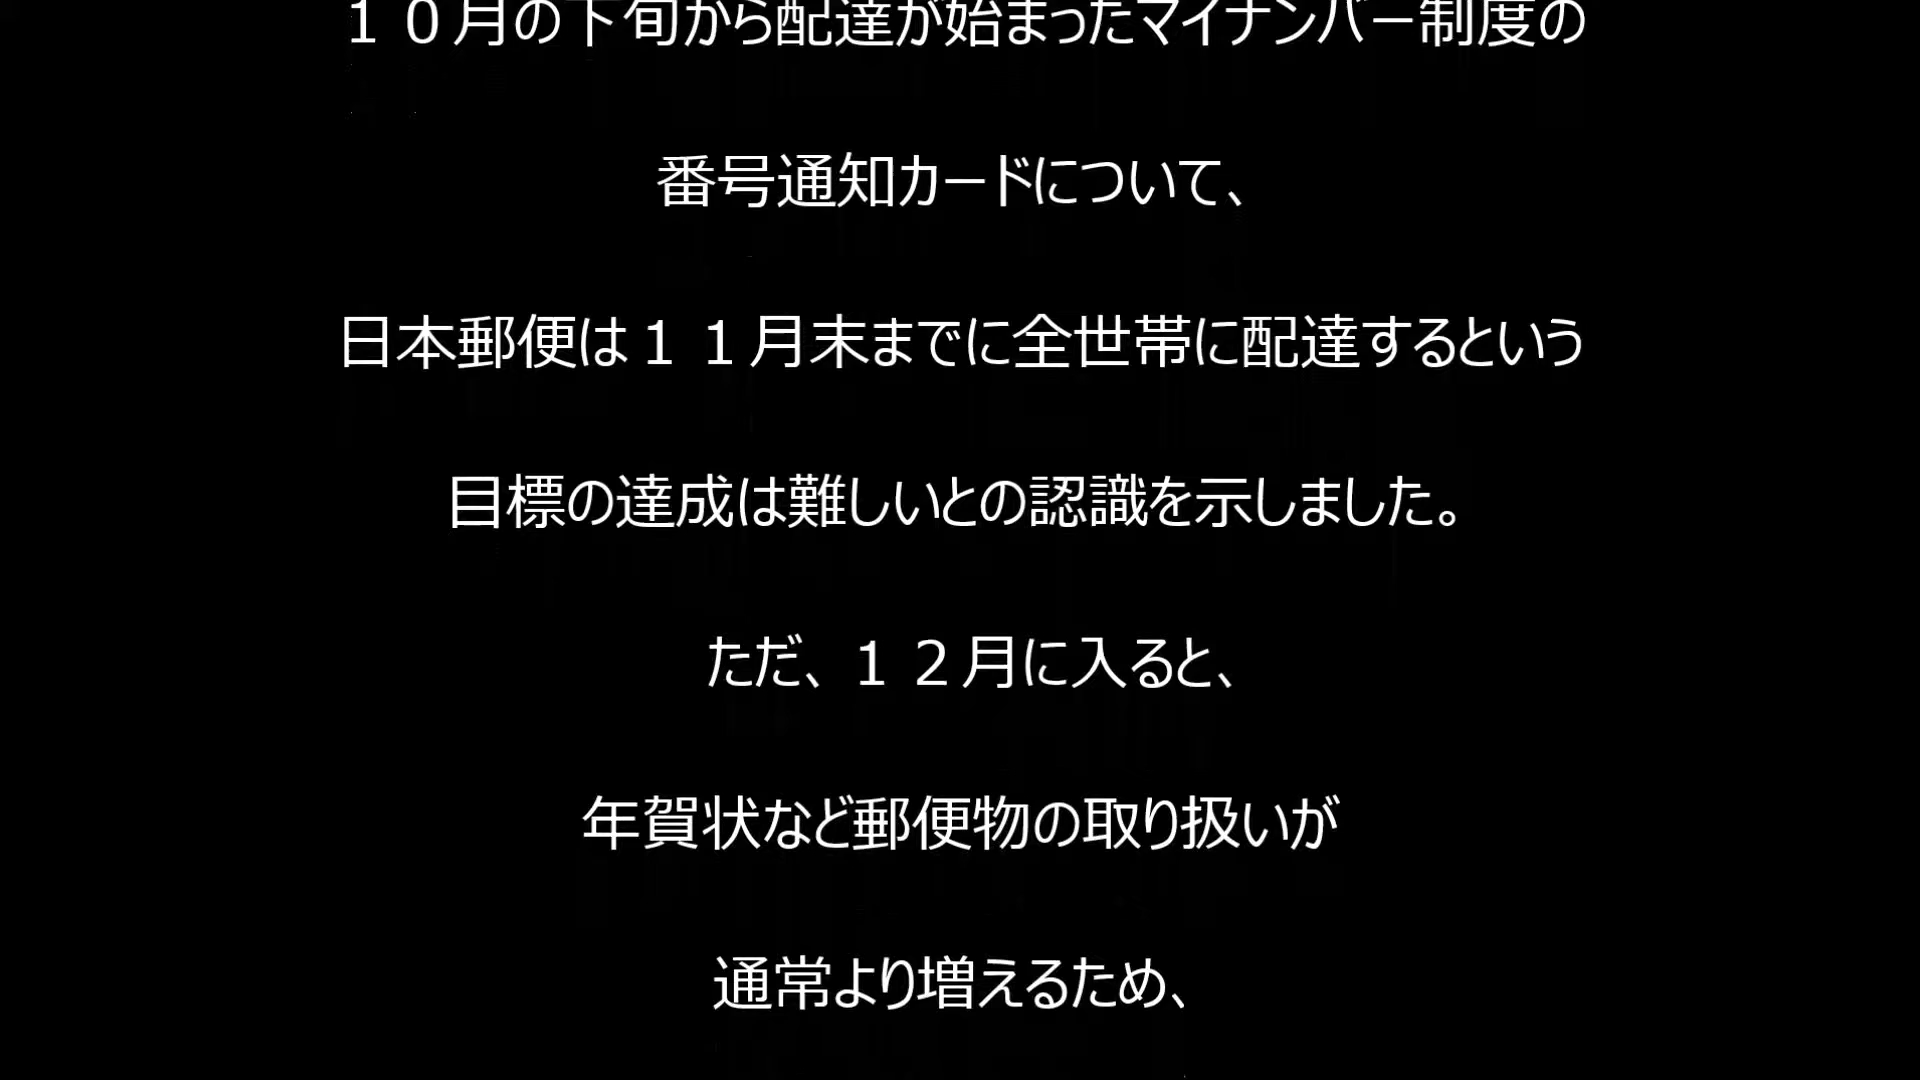 １０月の下旬から配達が始まったマイナンバー制度の
番号通知カードについて、
日本郵便は１１月末までに全世帯に配達するという
目標の達成は難しいとの認識を示しました。
ただ、１２月に入ると、
年賀状など郵便物の取り扱いが
通常より増えるため、